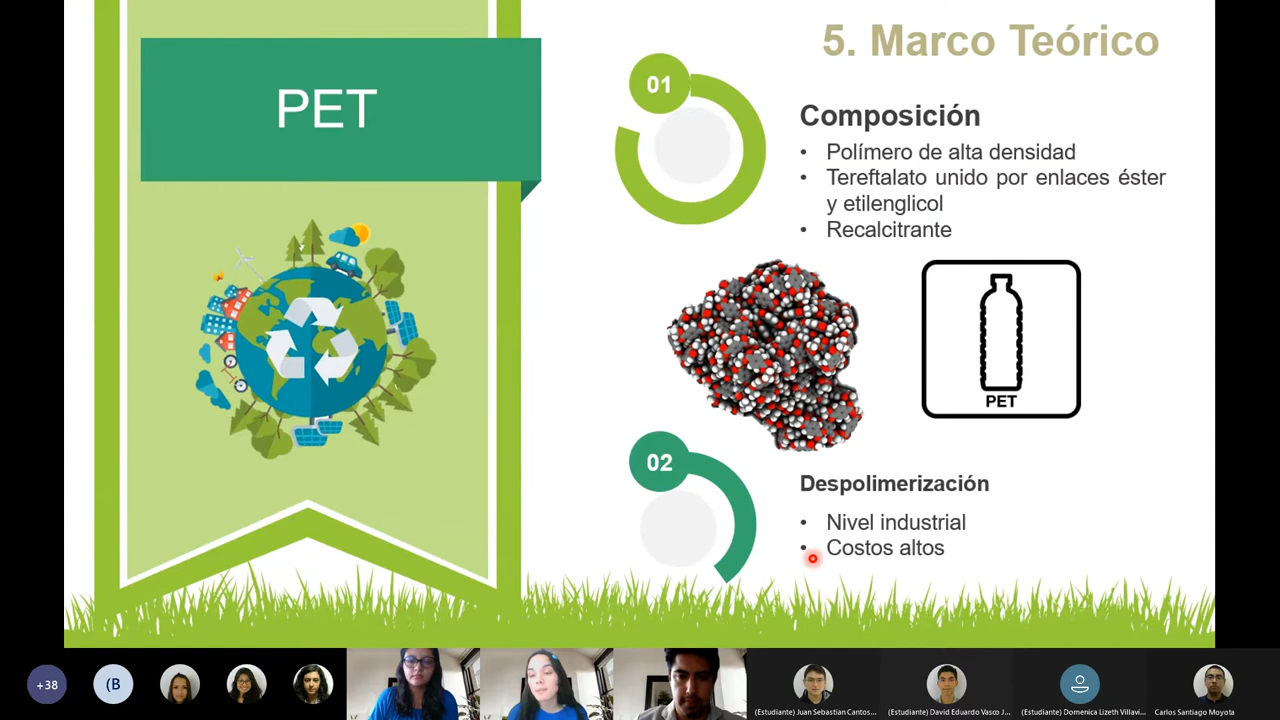 5. Marco Teórico
PET
01
Composición
• Polímero de alta densidad
• Tereftalato unido por enlaces éster
y etilenglicol
• Recalcitrante
PET
02
Despolimerización
• Nivel industrial
• Costos altos
+38
(B
(Estudiante) Juan Sebastian Cantos...
(Estudiante) David Eduardo Vasco J...
(Estudiante) Domenica Lizeth Villavi...
Carlos Santiago Moyota